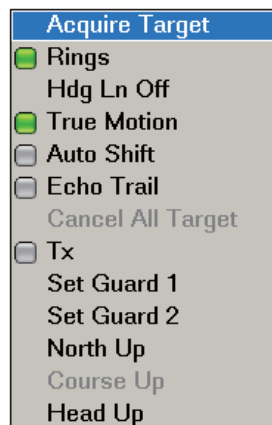 Acquire Target
Rings
Hdg Ln Off
True Motion
Auto Shift
Echo Trail
Cancel All Target
Tx
Set Guard 1
Set Guard 2
North Up
Course Up
Head Up